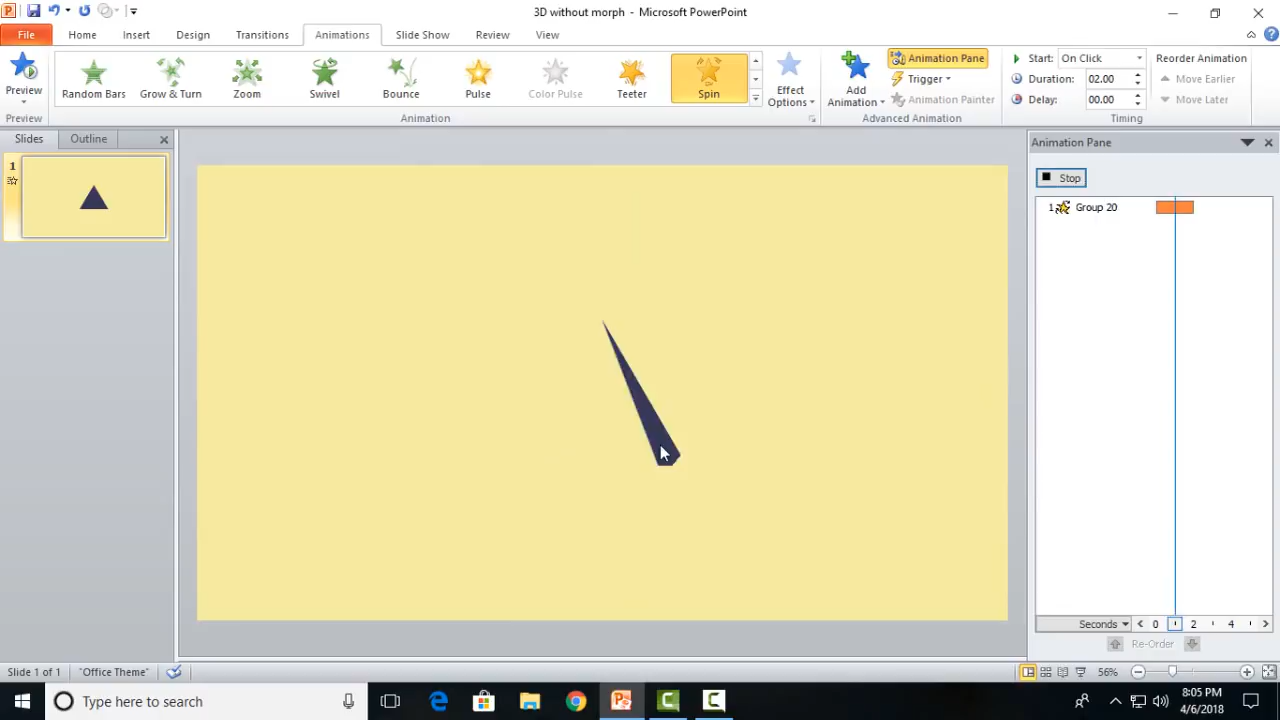 3D without morph - Microsoft PowerPoint
File Home Insert Design Transitions Animations Slide Show Review View
Preview
Random Bars Grow & Turn Zoom Swivel Bounce Pulse Color Pulse Teeter Spin
Effect Options
Add Animation
Animation Pane
Trigger
Animation Painter
Start: On Click
Duration: 02.00
Delay: 00.00
Reorder Animation
Move Earlier
Move Later
Preview Animation Advanced Animation Timing
Slides Outline
1
Animation Pane
Stop
1 Group 20
Seconds 0 2 4
Re-Order
Slide 1 of 1 "Office Theme" 56%
Type here to search
8:05 PM
4/6/2018